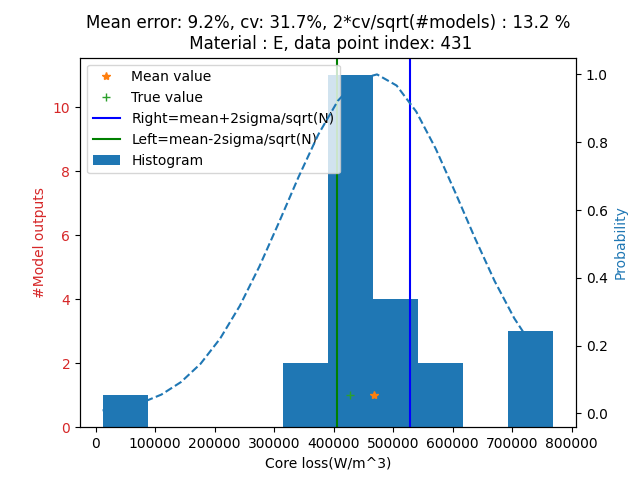 Mean error: 9.2%, cv: 31.7%, 2*cv/sqrt(#models) : 13.2 %
Material : E, data point index: 431
Mean value
True value
Right=mean+2sigma/sqrt(N)
Left=mean-2sigma/sqrt(N)
Histogram
#Model outputs
10
8
6
4
2
0
1.0
0.8
0.6
0.4
0.2
0.0
Probability
0 100000 200000 300000 400000 500000 600000 700000 800000
Core loss(W/m^3)